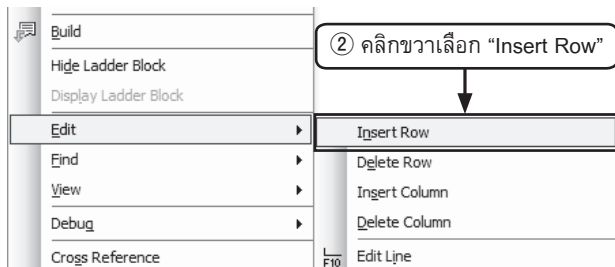 Build
② คลิกขวาเลือก “Insert Row”
Hide Ladder Block
Display Ladder Block
Edit
Insert Row
Find
Delete Row
View
Insert Column
Debug
Delete Column
Cross Reference
F10
Edit Line